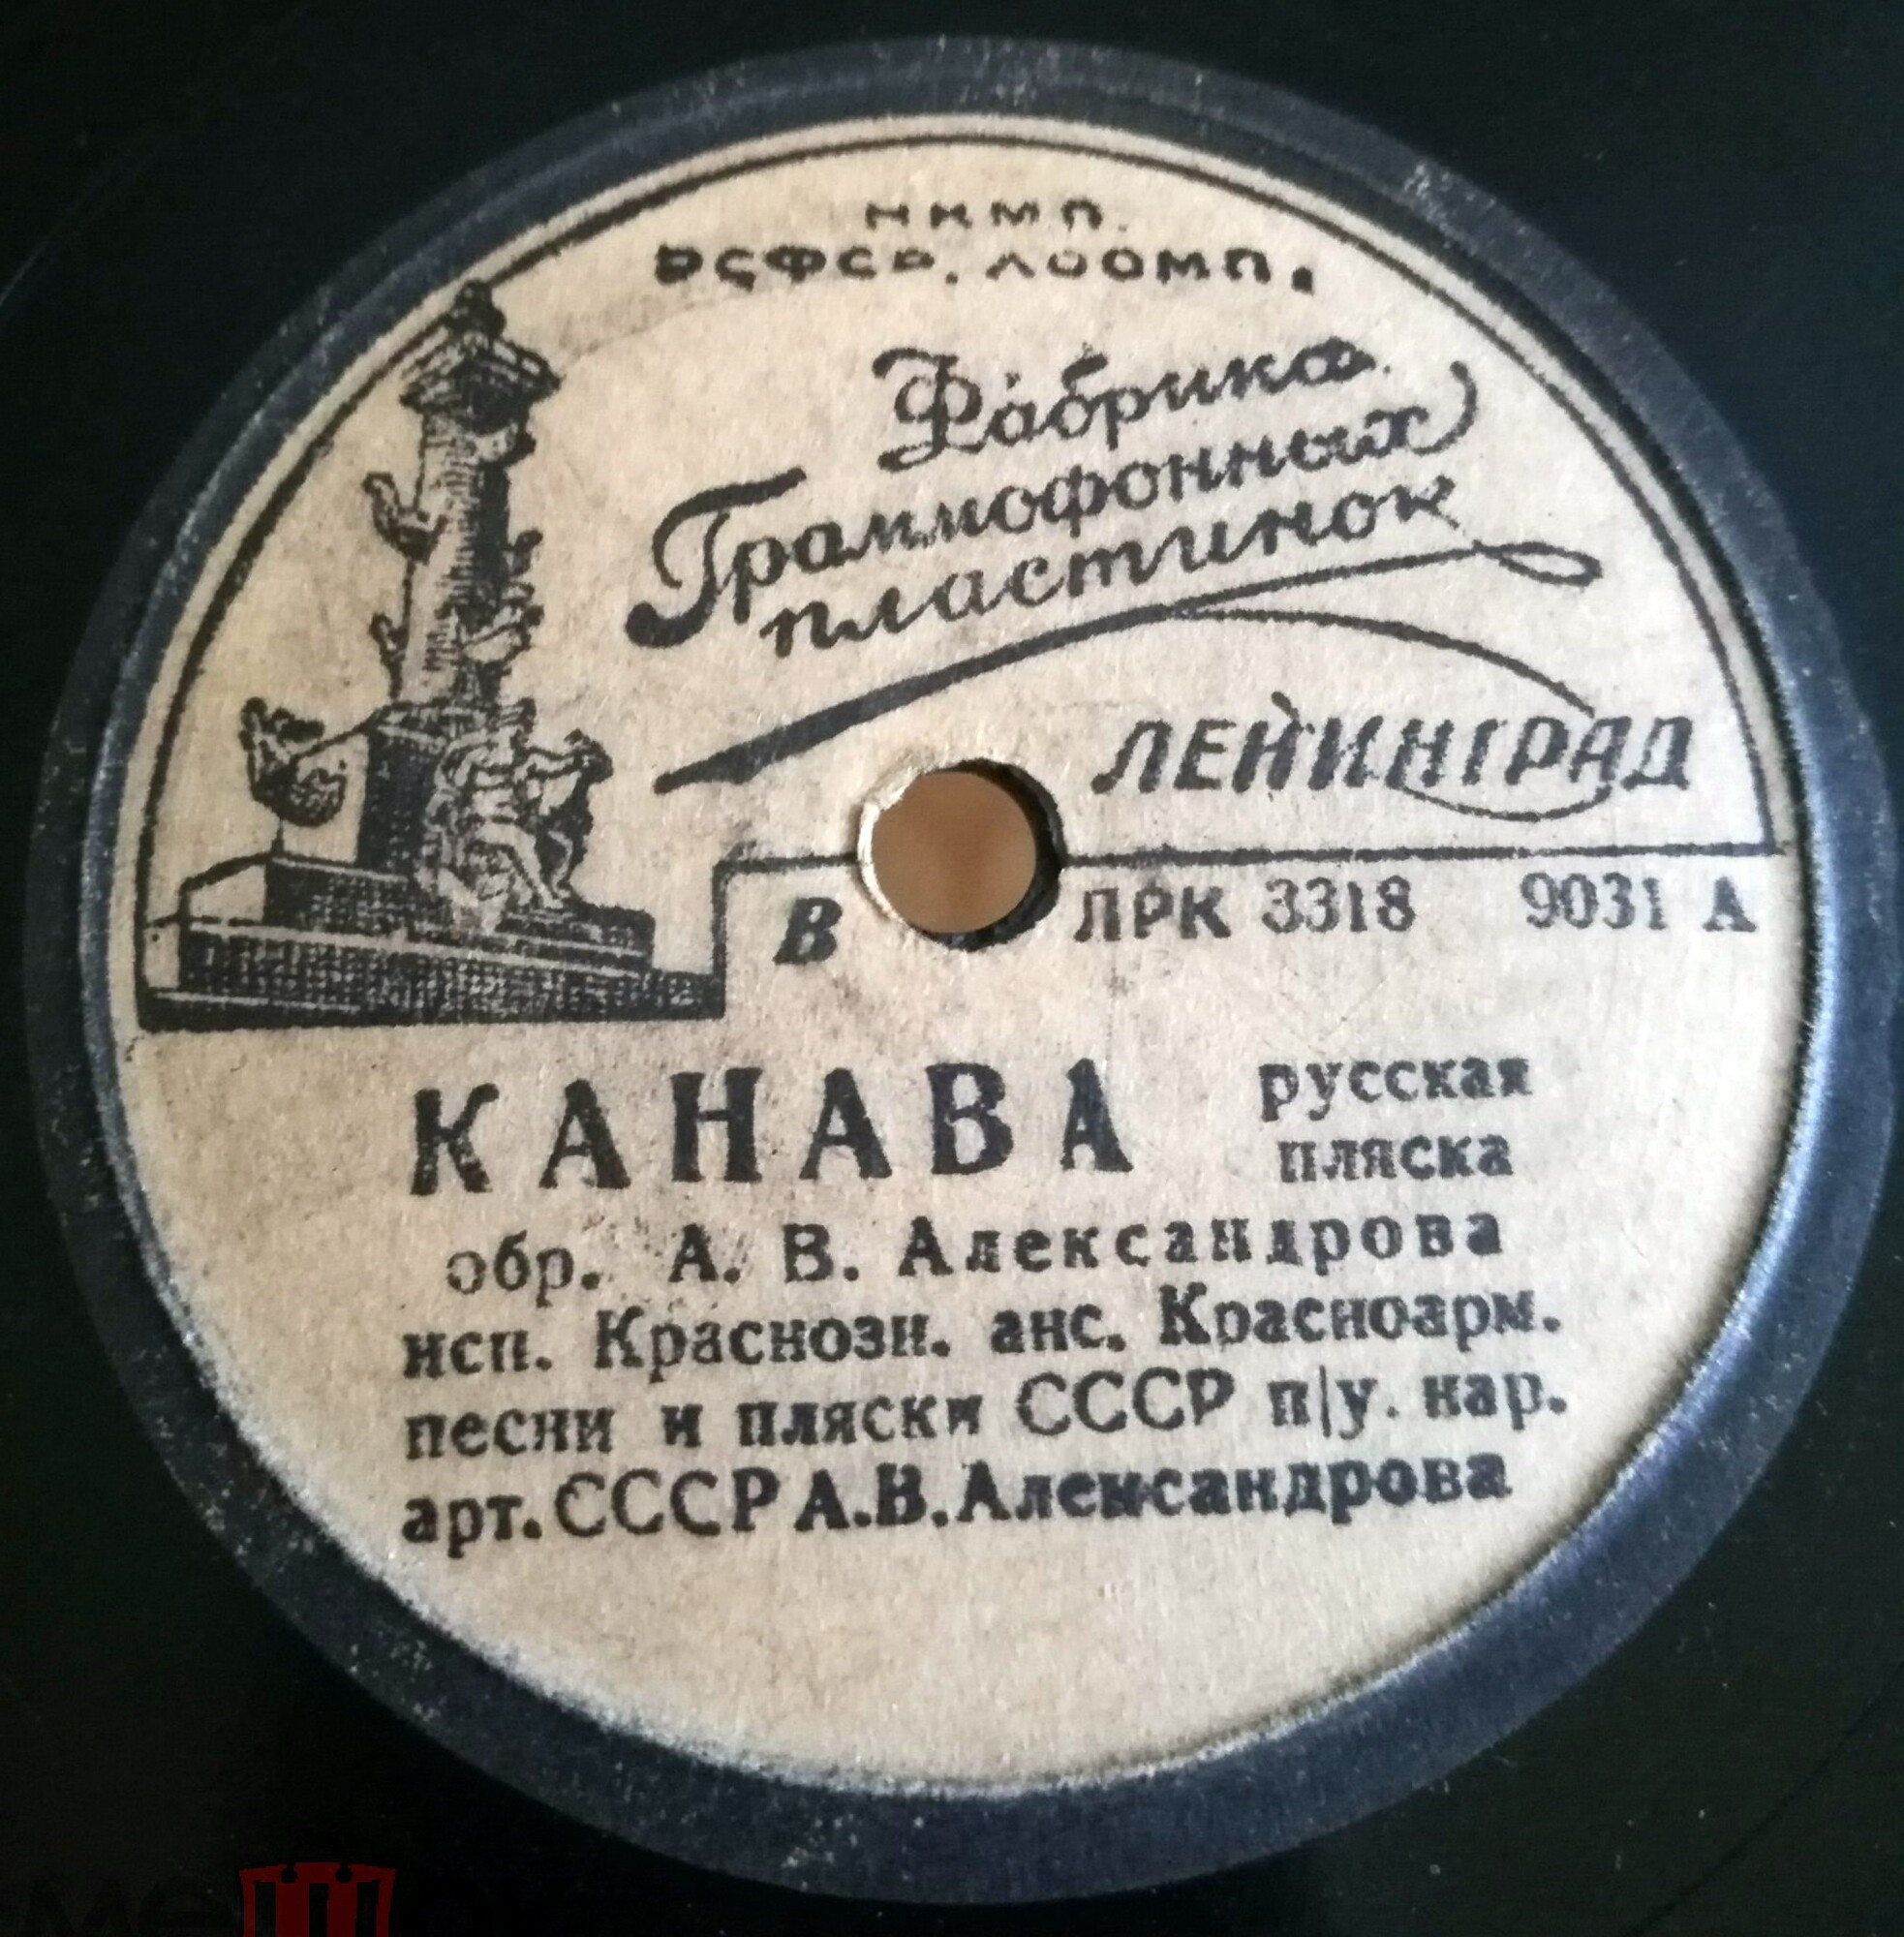 НКМП.
РСФСР. ЛООМП.
Фабрика
Граммофонных
пластинок
ЛЕНИНГРАД
В ЛРК 3318 9031 А
КАНАВА русская
пляска
обр. А. В. Александрова
исп. Краснозн. анс. Красноарм.
песни и пляски СССР п/у. нар.
арт. СССР А.В. Александрова